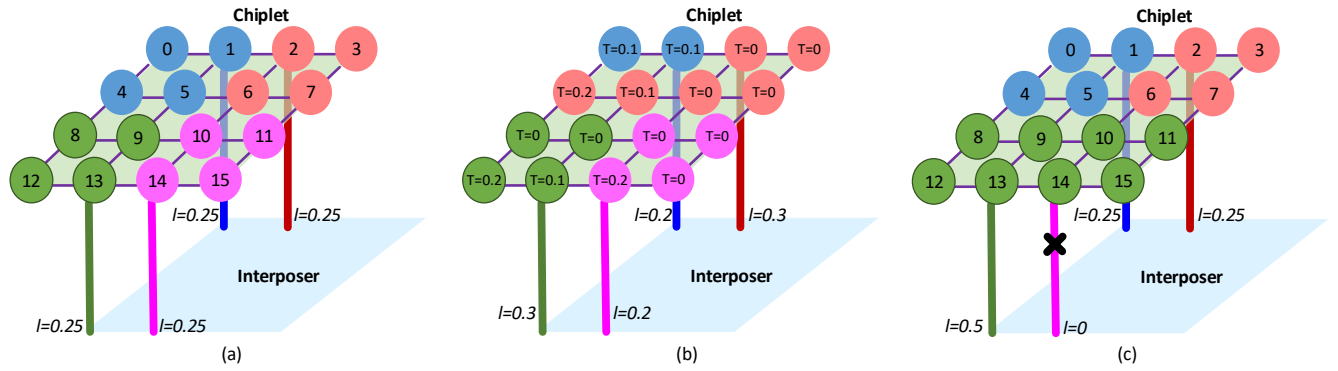 Chiplet
0 1 2 3
4 5 6 7
8 9 10 11
12 13 14 15
l=0.25 l=0.25
Interposer
l=0.25 l=0.25
(a)
Chiplet
T=0.1 T=0.1 T=0 T=0
T=0.2 T=0.1 T=0 T=0
T=0 T=0 T=0 T=0
T=0.2 T=0.1 T=0.2 T=0
l=0.2 l=0.3
Interposer
l=0.3 l=0.2
(b)
Chiplet
0 1 2 3
4 5 6 7
8 9 10 11
12 13 14 15
l=0.25 l=0.25
Interposer
l=0.5 l=0
(c)